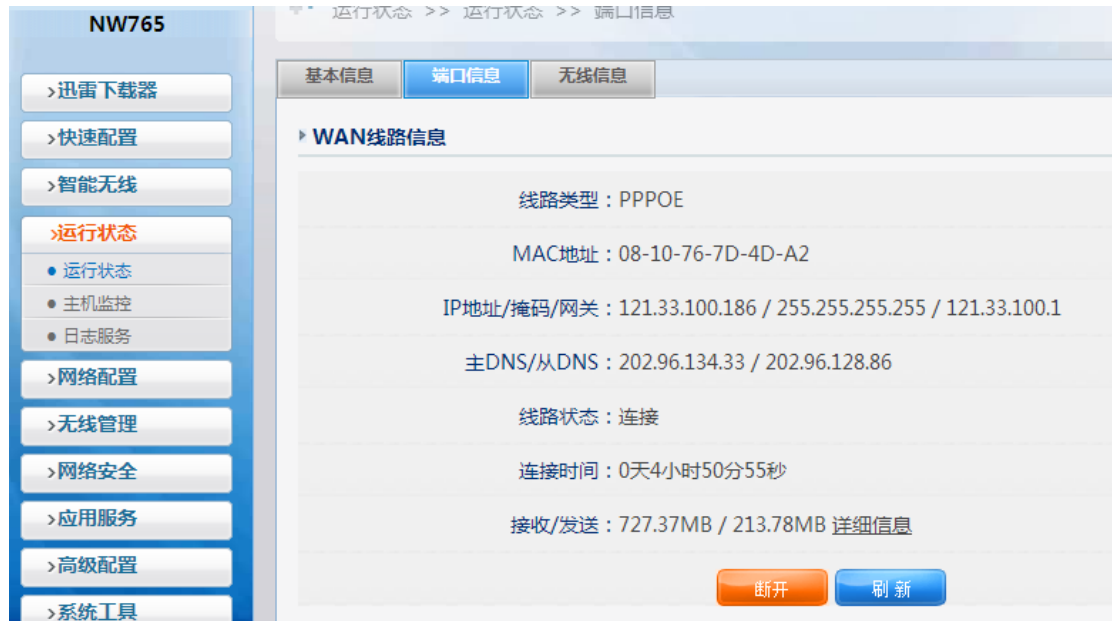 NW765
运行状态 >> 运行状态 >> 端口信息
›迅雷下载器
›快速配置
›智能无线
›运行状态
● 运行状态
● 主机监控
● 日志服务
›网络配置
›无线管理
›网络安全
›应用服务
›高级配置
›系统工具
基本信息 端口信息 无线信息
WAN线路信息
线路类型：PPPOE
MAC地址：08-10-76-7D-4D-A2
IP地址/掩码/网关：121.33.100.186 / 255.255.255.255 / 121.33.100.1
主DNS/从DNS：202.96.134.33 / 202.96.128.86
线路状态：连接
连接时间：0天4小时50分55秒
接收/发送：727.37MB / 213.78MB 详细信息
断开 刷 新